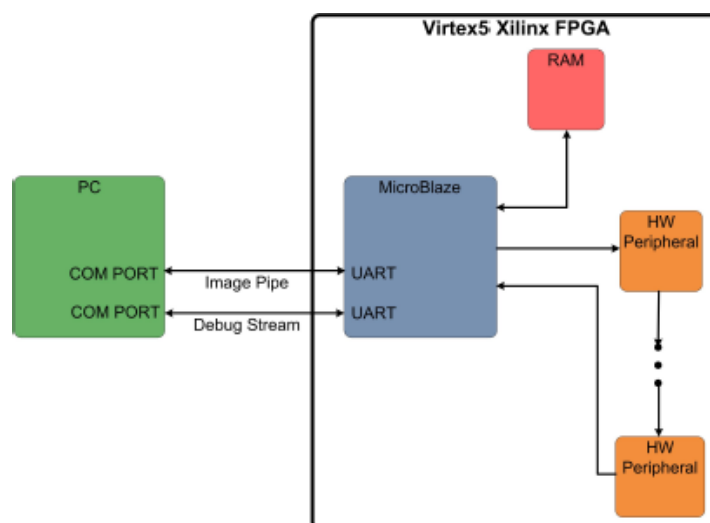 Virtex5 Xilinx FPGA
RAM
PC
MicroBlaze
HW
Peripheral
COM PORT
Image Pipe
UART
COM PORT
Debug Stream
UART
HW
Peripheral